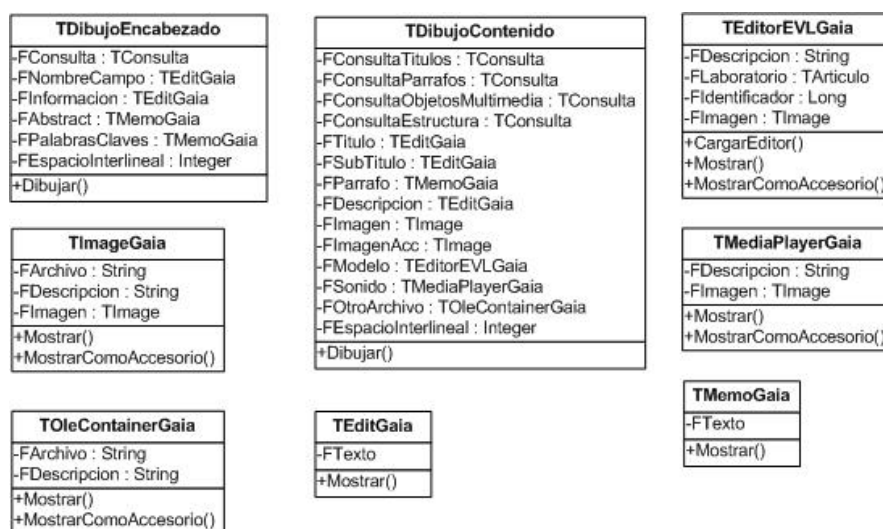 TDibujoEncabezado
-FConsulta : TConsulta
-FNombreCampo : TEditGaia
-FInformacion : TEditGaia
-FAbstract : TMemoGaia
-FPalabrasClaves : TMemoGaia
-FEspacioInterlineal : Integer
+Dibujar()
TImageGaia
-FArchivo : String
-FDescripcion : String
-FImagen : TImage
+Mostrar()
+MostrarComoAccesorio()
TOleContainerGaia
-FArchivo : String
-FDescripcion : String
+Mostrar()
+MostrarComoAccesorio()
TDibujoContenido
-FConsultaTitulos : TConsulta
-FConsultaParrafos : TConsulta
-FConsultaObjetosMultimedia : TConsulta
-FConsultaEstructura : TConsulta
-FTitulo : TEditGaia
-FSubTitulo : TEditGaia
-FParrafo : TMemoGaia
-FDescripcion : TEditGaia
-FImagen : TImage
-FImagenAcc : TImage
-FModelo : TEditorEVLGaia
-FSonido : TMediaPlayerGaia
-FOtroArchivo : TOleContainerGaia
-FEspacioInterlineal : Integer
+Dibujar()
TEditGaia
-FTexto
+Mostrar()
TEditorEVLGaia
-FDescripcion : String
-FLaboratorio : TArticulo
-FIdentificador : Long
-FImagen : TImage
+CargarEditor()
+Mostrar()
+MostrarComoAccesorio()
TMediaPlayerGaia
-FDescripcion : String
-FImagen : TImage
+Mostrar()
+MostrarComoAccesorio()
TMemoGaia
-FTexto
+Mostrar()